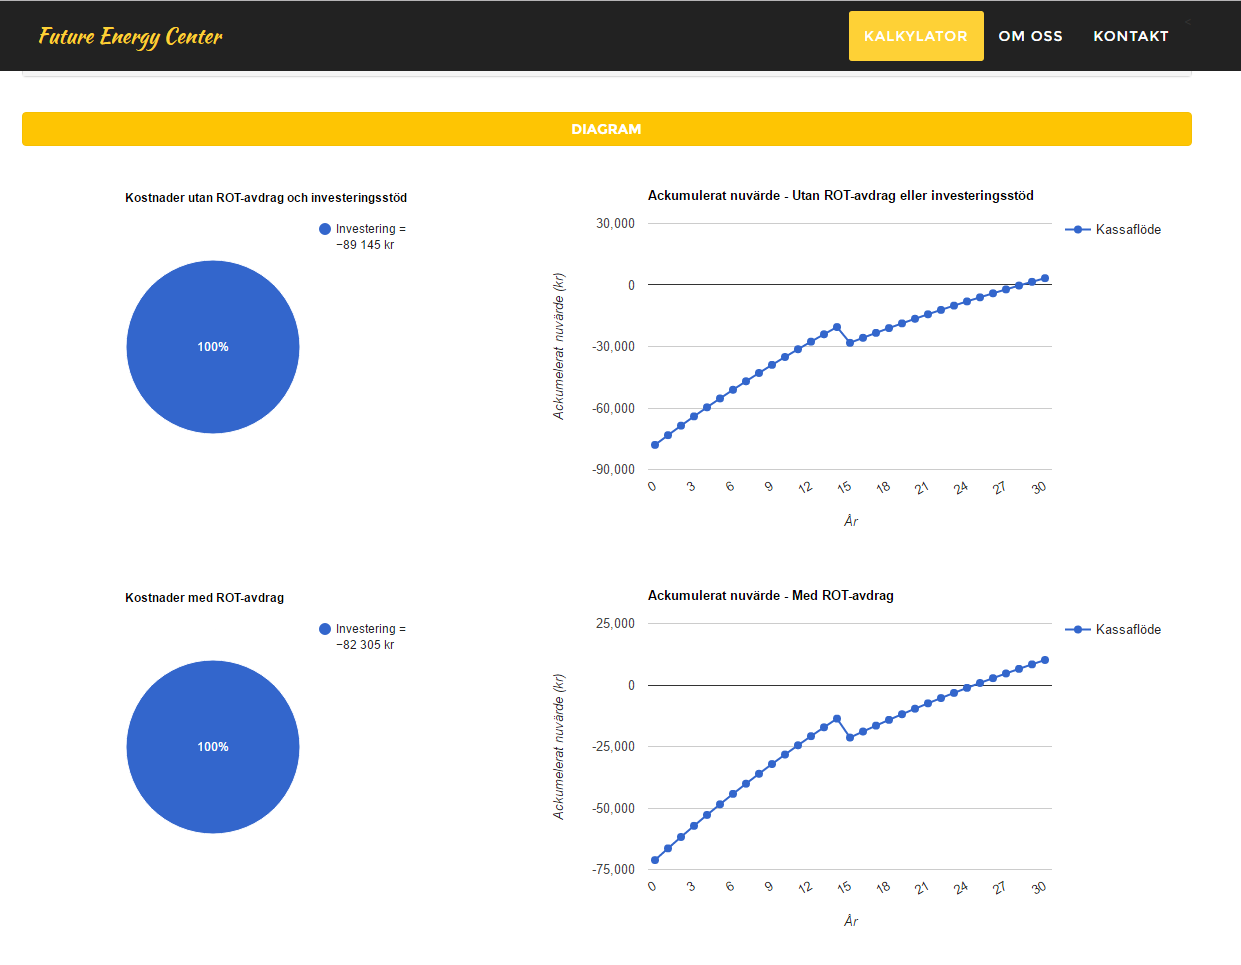 Future Energy Center
KALKYLATOR
OM OSS
KONTAKT
<
DIAGRAM
Kostnader utan ROT-avdrag och investeringsstöd
Investering =
−89 145 kr
100%
Ackumulerat nuvärde - Utan ROT-avdrag eller investeringsstöd
Kassaflöde
Ackumelerat nuvärde (kr)
30,000
0
-30,000
-60,000
-90,000
0 3 6 9 12 15 18 21 24 27 30
År
Kostnader med ROT-avdrag
Investering =
−82 305 kr
100%
Ackumulerat nuvärde - Med ROT-avdrag
Kassaflöde
Ackumelerat nuvärde (kr)
25,000
0
-25,000
-50,000
-75,000
0 3 6 9 12 15 18 21 24 27 30
År